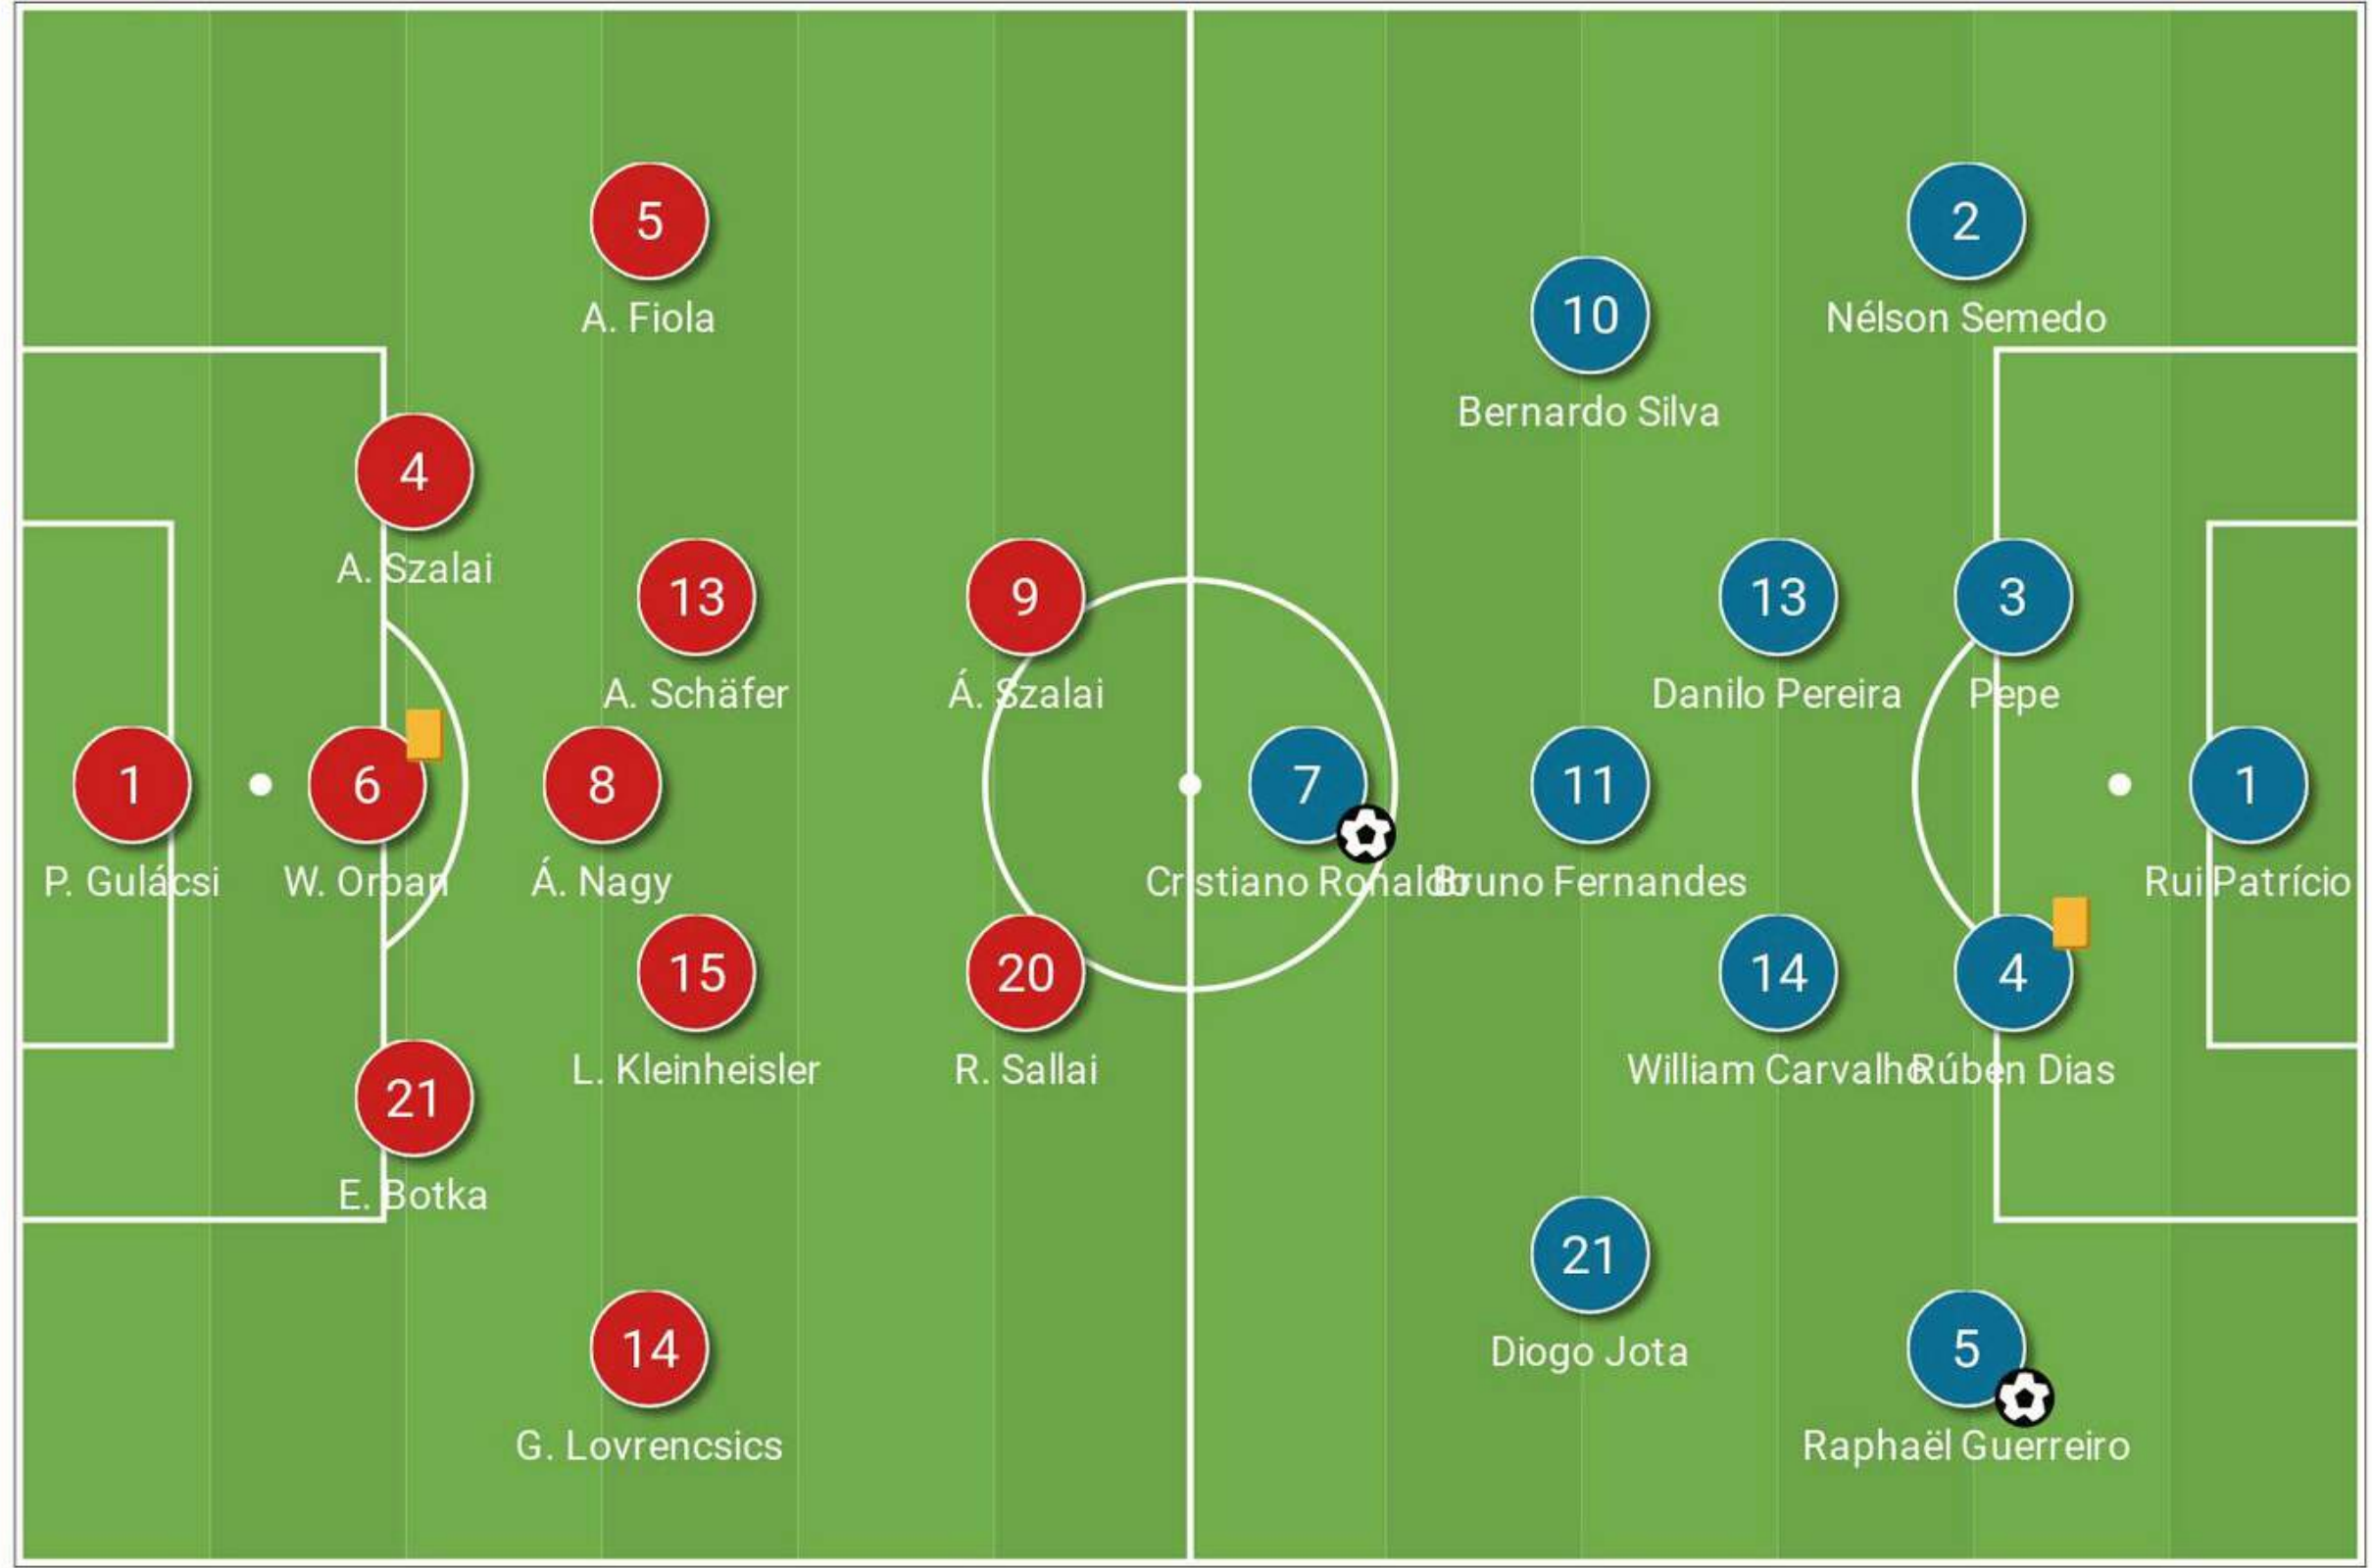 5
A. Fiola
4
A. Szalai
13
A. Schäfer
9
Á. Szalai
1
P. Gulácsi
6
W. Orban
8
Á. Nagy
15
L. Kleinheisler
20
R. Sallai
21
E. Botka
14
G. Lovrencsics
2
Nélson Semedo
10
Bernardo Silva
13
Danilo Pereira
3
Pepe
7
Cristiano Ronaldo
11
Bruno Fernandes
1
Rui Patrício
14
William Carvalho
4
Rúben Dias
21
Diogo Jota
5
Raphaël Guerreiro